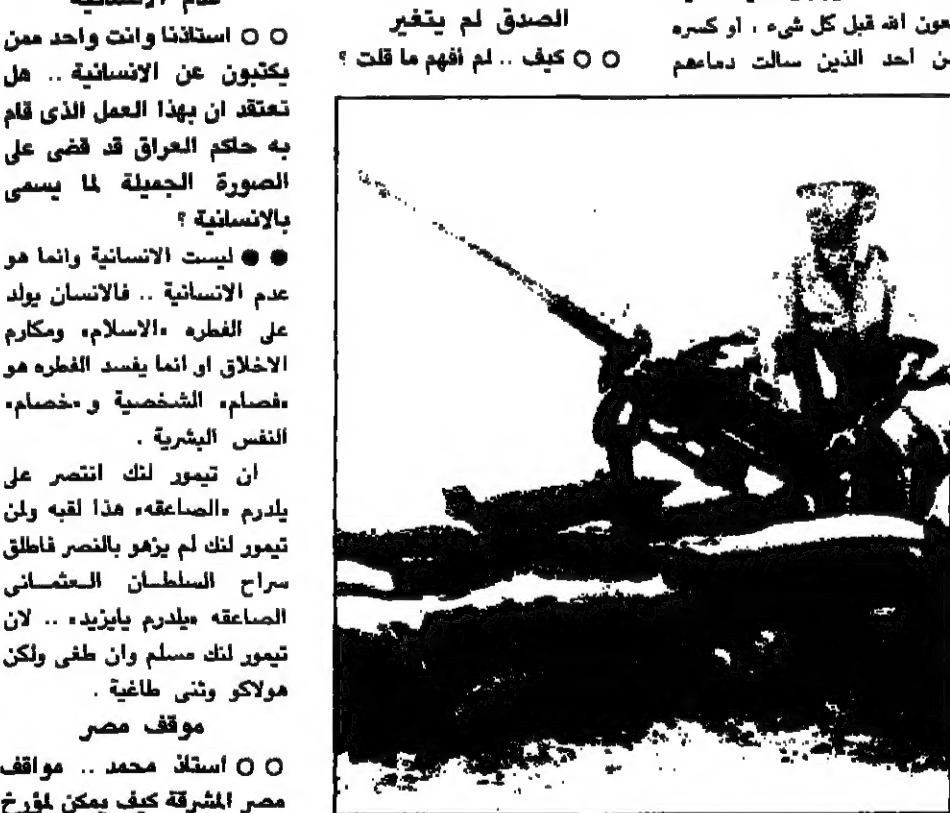 عون الله قبل كل شيء ، او كسره
ن أحد الذين سالت دماءهم
الصدق لم يتغير
○ ○ كيف .. لم أفهم ما قلت ؟
عدم الانسانية
○ ○ استاذنا وانت واحد ممن
يكتبون عن الانسانية .. هل
تعتقد ان بهذا العمل الذى قام
به حاكم العراق قد قضى على
الصورة الجميلة لما يسمى
بالانسانية ؟
● ● ليست الانسانية وانما هو
عدم الانسانية .. فالانسان يولد
على الفطره «الاسلام» ومكارم
الاخلاق او انما يفسد الفطره هو
«فصام» الشخصية و «خصام»
النفس البشرية .
ان تيمور لنك انتصر على
يلدرم «الصاعقه» هذا لقبه ولن
تيمور لنك لم يزهو بالنصر فاطلق
سراح السلطان العثمانى
الصاعقه «يلدرم بايزيد» .. لان
تيمور لنك مسلم وان طغى ولكن
هولاكو وثنى طاغية .
موقف مصر
○ ○ استاذ محمد .. مواقف
مصر المشرقة كيف يمكن لمؤرخ